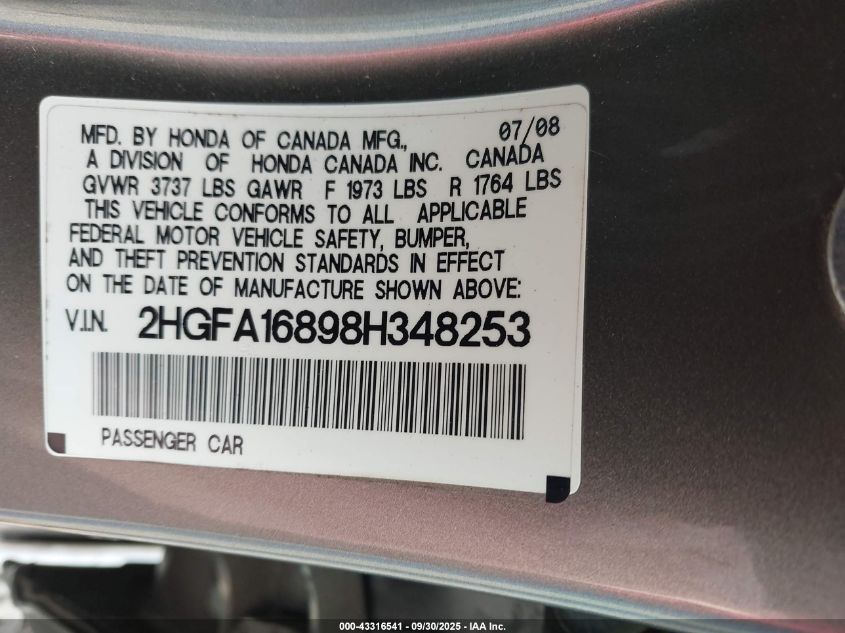 MFD. BY HONDA OF CANADA MFG., 07/08
A DIVISION OF HONDA CANADA INC. CANADA
GVWR 3737 LBS GAWR F 1973 LBS R 1764 LBS
THIS VEHICLE CONFORMS TO ALL APPLICABLE
FEDERAL MOTOR VEHICLE SAFETY, BUMPER,
AND THEFT PREVENTION STANDARDS IN EFFECT
ON THE DATE OF MANUFACTURE SHOWN ABOVE:
V.I.N. 2HGFA16898H348253
PASSENGER CAR
000-43316541 - 09/30/2025 - IAA Inc.